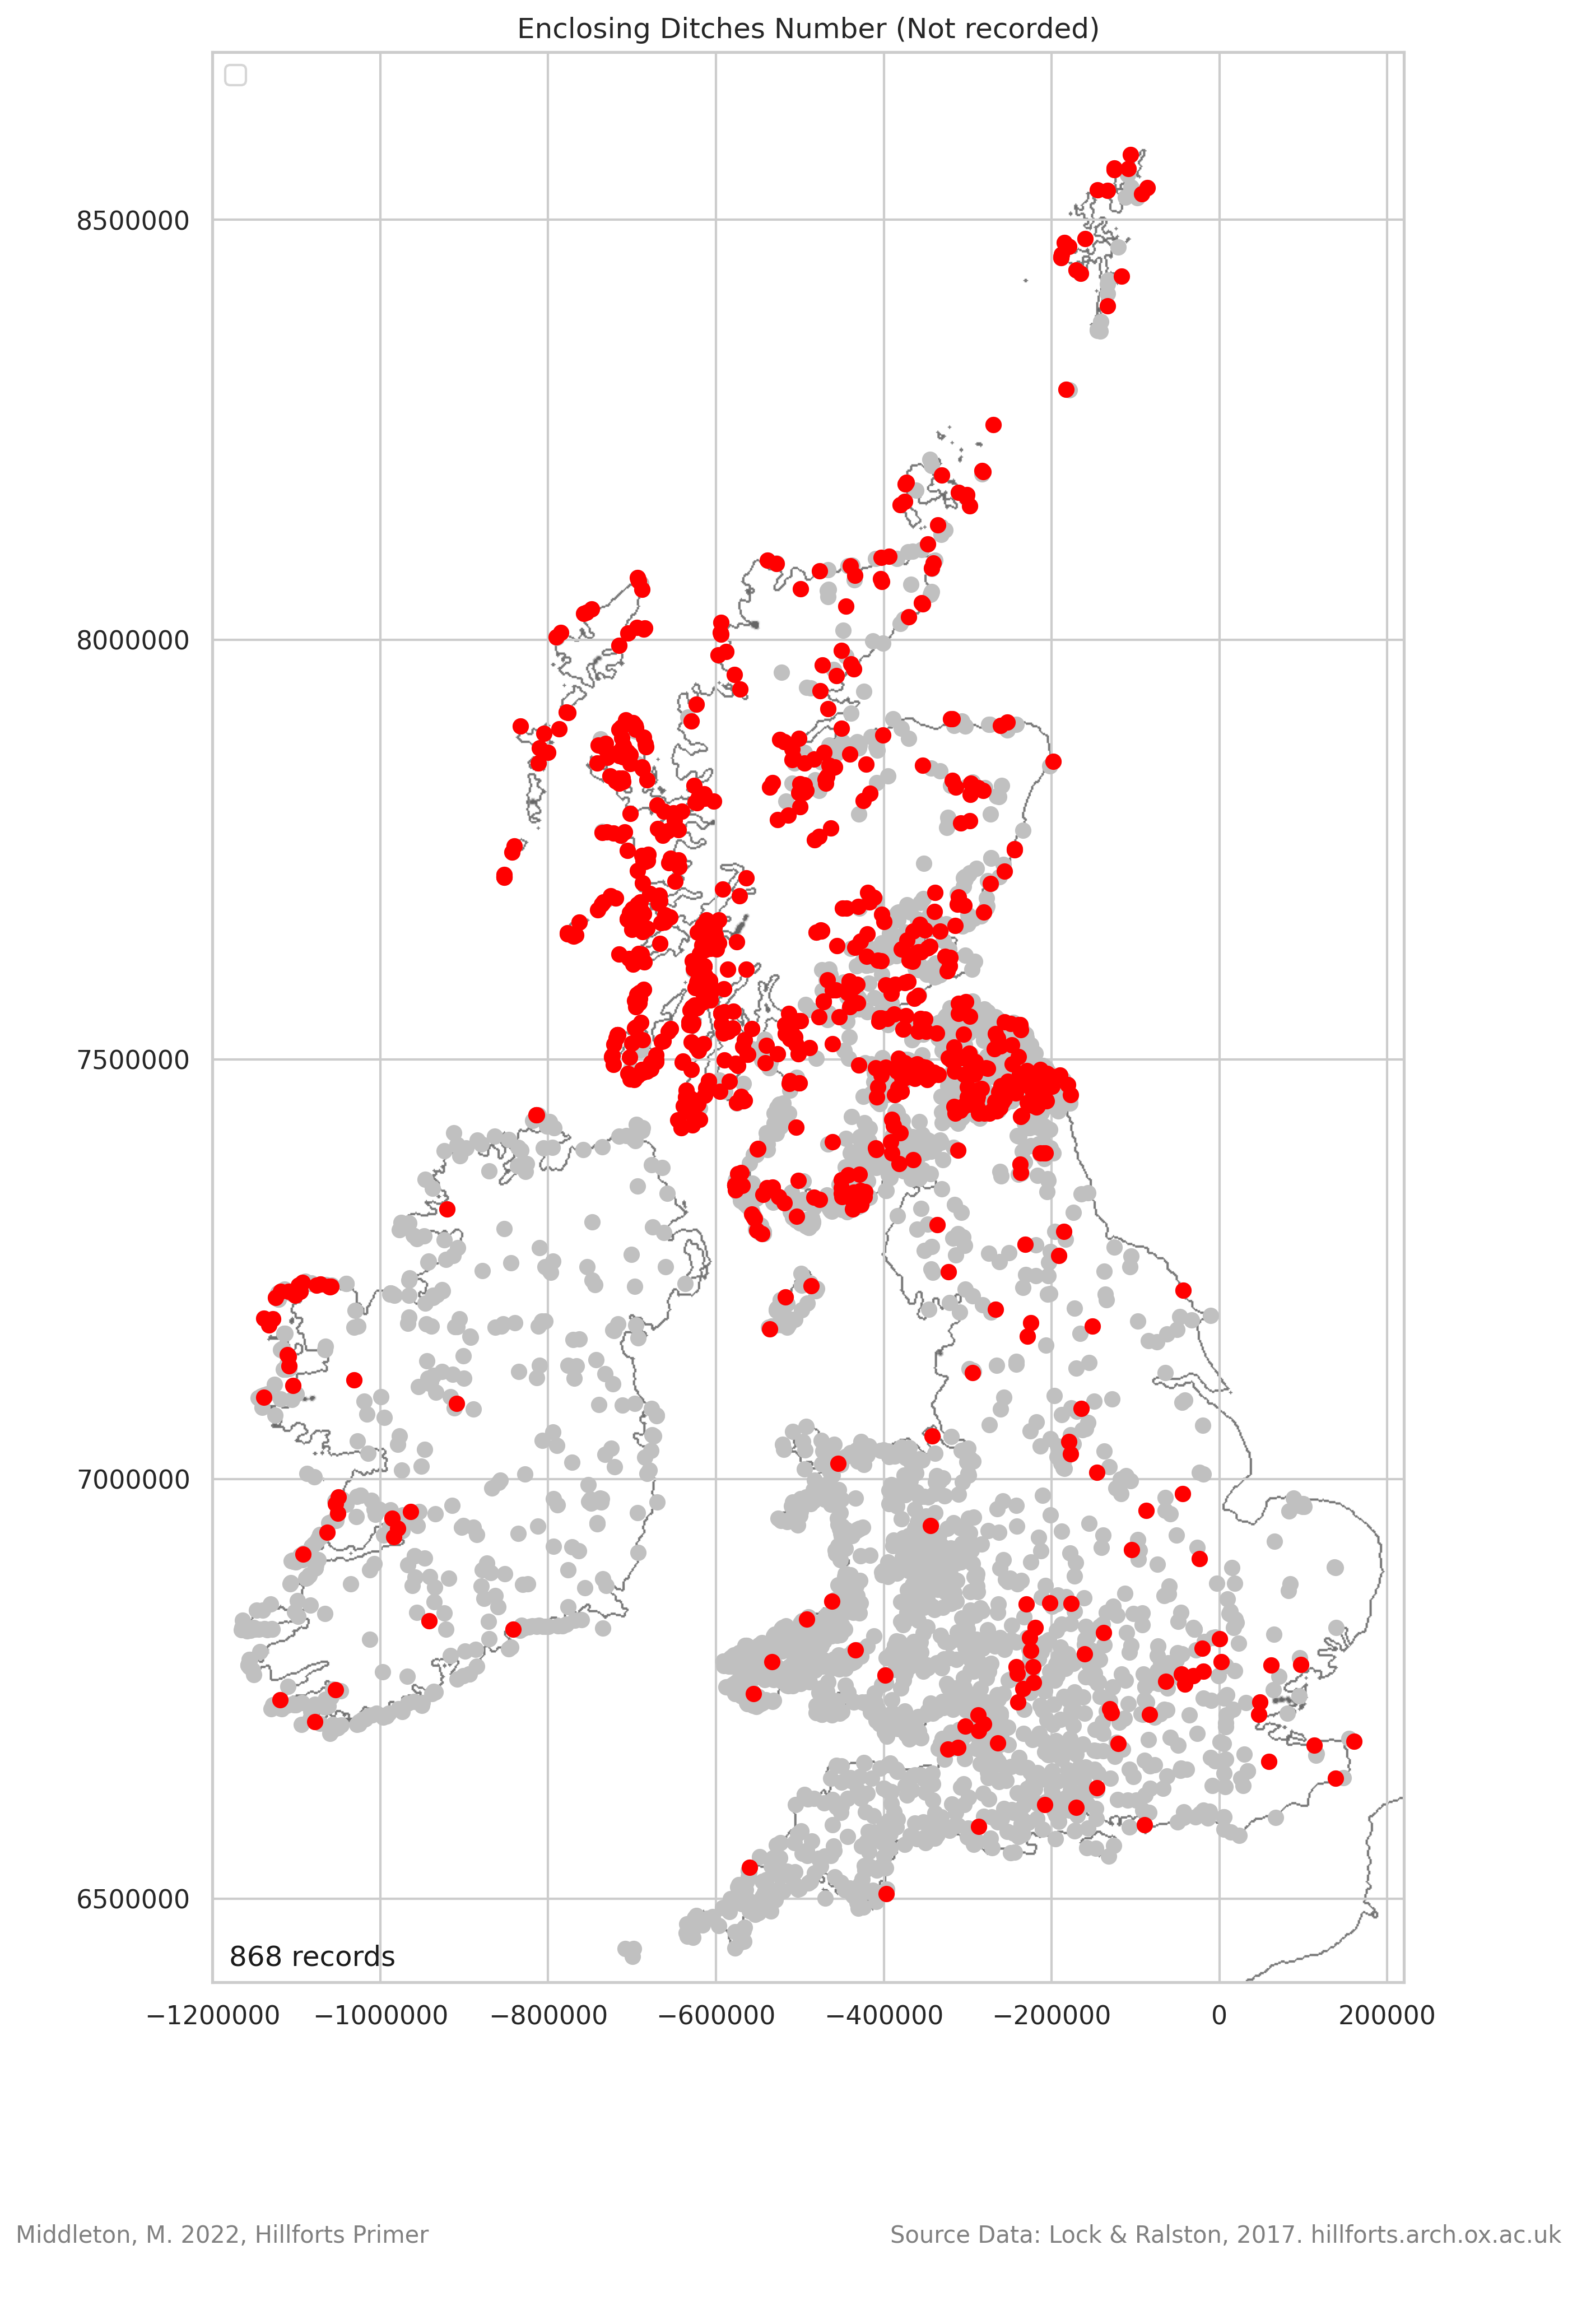 Enclosing Ditches Number (Not recorded)
8500000
8000000
7500000
7000000
6500000
868 records
−1200000 −1000000 −800000 −600000 −400000 −200000 0 200000
Middleton, M. 2022, Hillforts Primer
Source Data: Lock & Ralston, 2017. hillforts.arch.ox.ac.uk